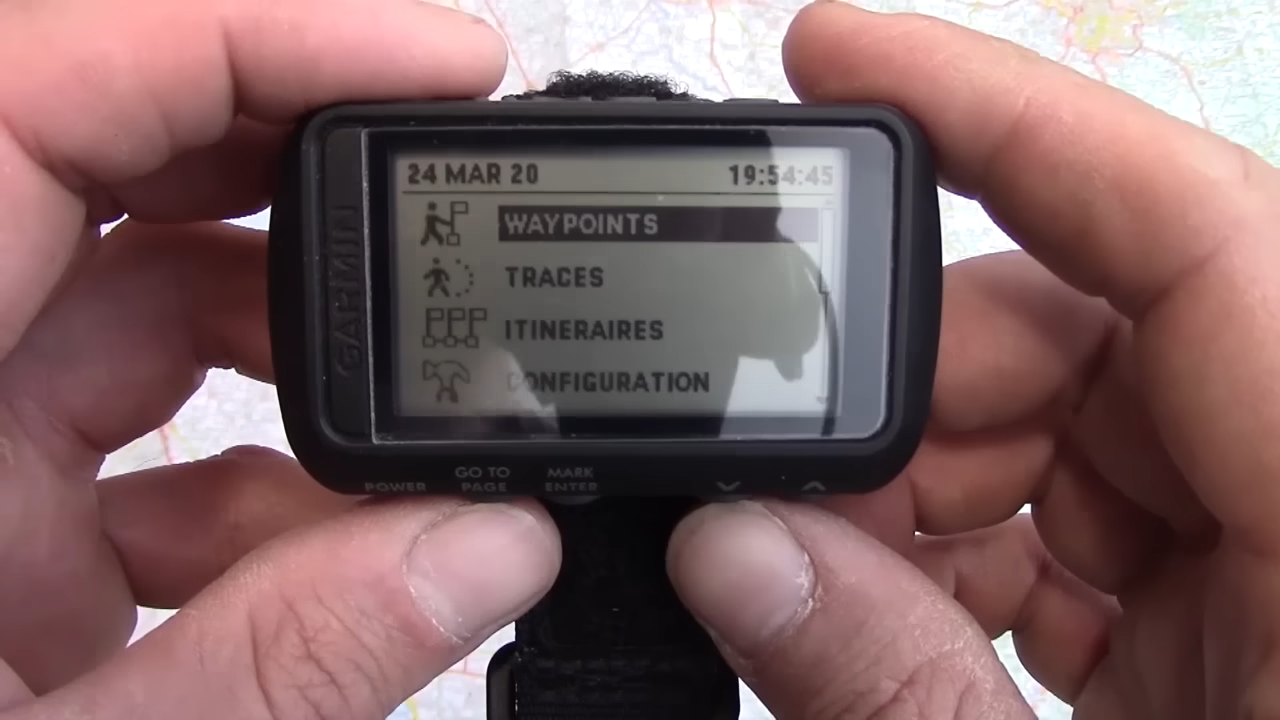 GARMIN
24 MAR 20 19:54:45
WAYPOINTS
TRACES
ITINERAIRES
CONFIGURATION
POWER
GO TO
PAGE
MARK
ENTER